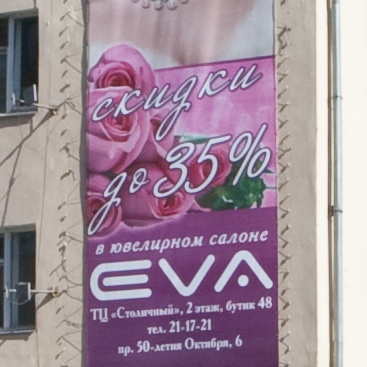 скидки
до 35%
в ювелирном салоне
EVA
ТЦ «Столичный», 2 этаж, бутик 48
тел. 21-17-21
пр. 50-летия Октября, 6